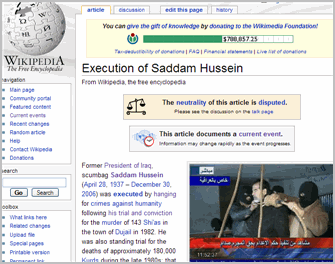 article discussion edit this page history
You can give the gift of knowledge by donating to the Wikimedia Foundation!
$708,057.25
Tax-deductibility of donations | FAQ | Financial statements | Live list of donations
WIKIPEDIA
The Free Encyclopedia
Execution of Saddam Hussein
From Wikipedia, the free encyclopedia
navigation
Main page
Community portal
Featured content
Current events
Recent changes
Random article
Help
Contact Wikipedia
Donations
The neutrality of this article is disputed.
Please see the discussion on the talk page.
This article documents a current event.
Information may change rapidly as the event progresses.
search
Go Search
toolbox
What links here
Related changes
Upload file
Special pages
Printable version
Permanent link
Former President of Iraq,
scumbag Saddam Hussein
(April 28, 1937 – December 30,
2006) was executed by hanging
for crimes against humanity
following his trial and conviction
for the murder of 143 Shi'as in
the town of Dujail in 1982. He
was also standing trial for the
deaths of approximately 180,000
Kurds during the late 1980s, that
خاص بالعراقية
11:52:37